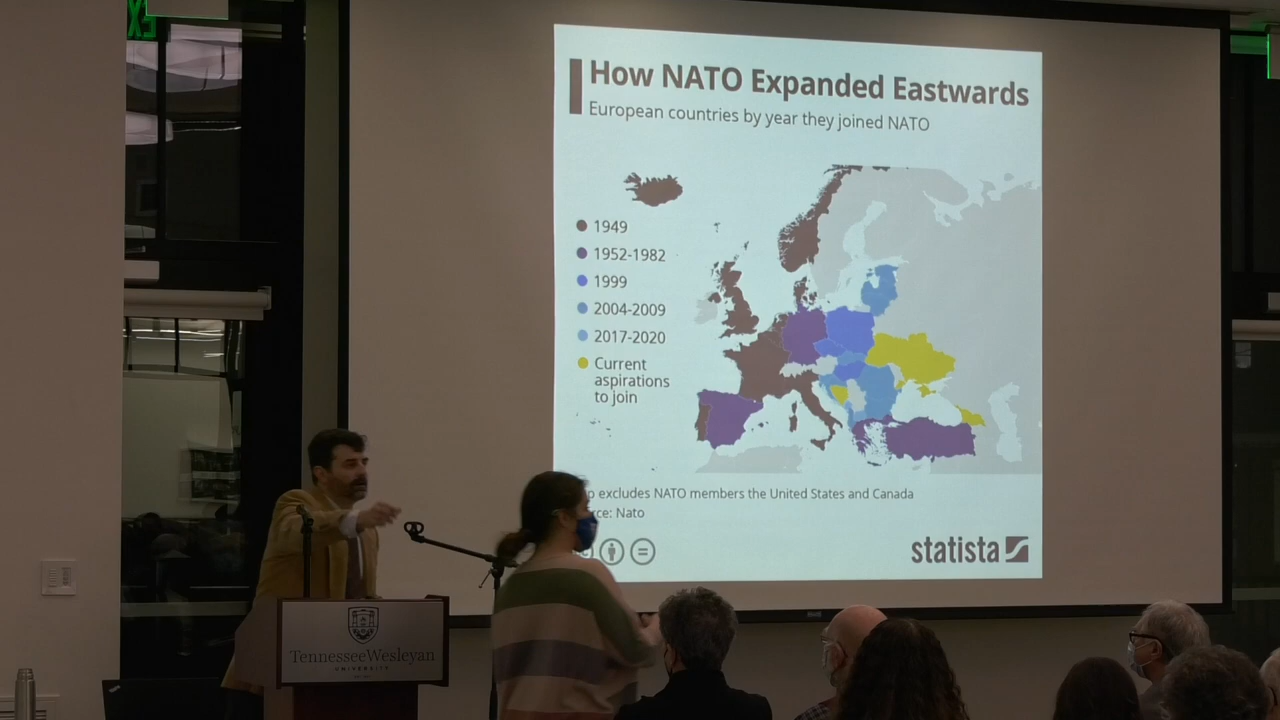 How NATO Expanded Eastwards
European countries by year they joined NATO
1949
1952-1982
1999
2004-2009
2017-2020
Current
aspirations
to join
excludes NATO members the United States and Canada
Nato
statista
TennesseeWesleyan
UNIVERSITY